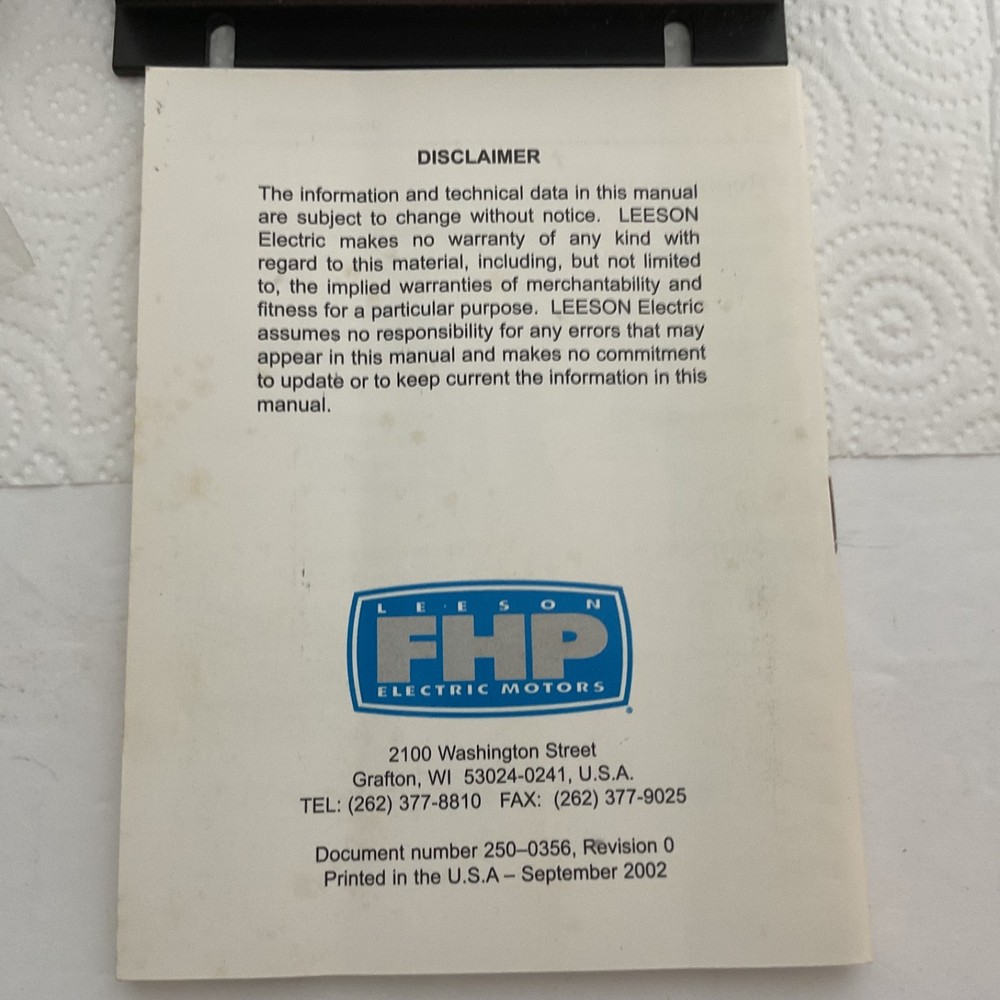 DISCLAIMER
The information and technical data in this manual
are subject to change without notice. LEESON
Electric makes no warranty of any kind with
regard to this material, including, but not limited
to, the implied warranties of merchantability and
fitness for a particular purpose. LEESON Electric
assumes no responsibility for any errors that may
appear in this manual and makes no commitment
to update or to keep current the information in this
manual.
LEESON
FHP
ELECTRIC MOTORS
2100 Washington Street
Grafton, WI 53024-0241, U.S.A.
TEL: (262) 377-8810 FAX: (262) 377-9025
Document number 250–0356, Revision 0
Printed in the U.S.A – September 2002